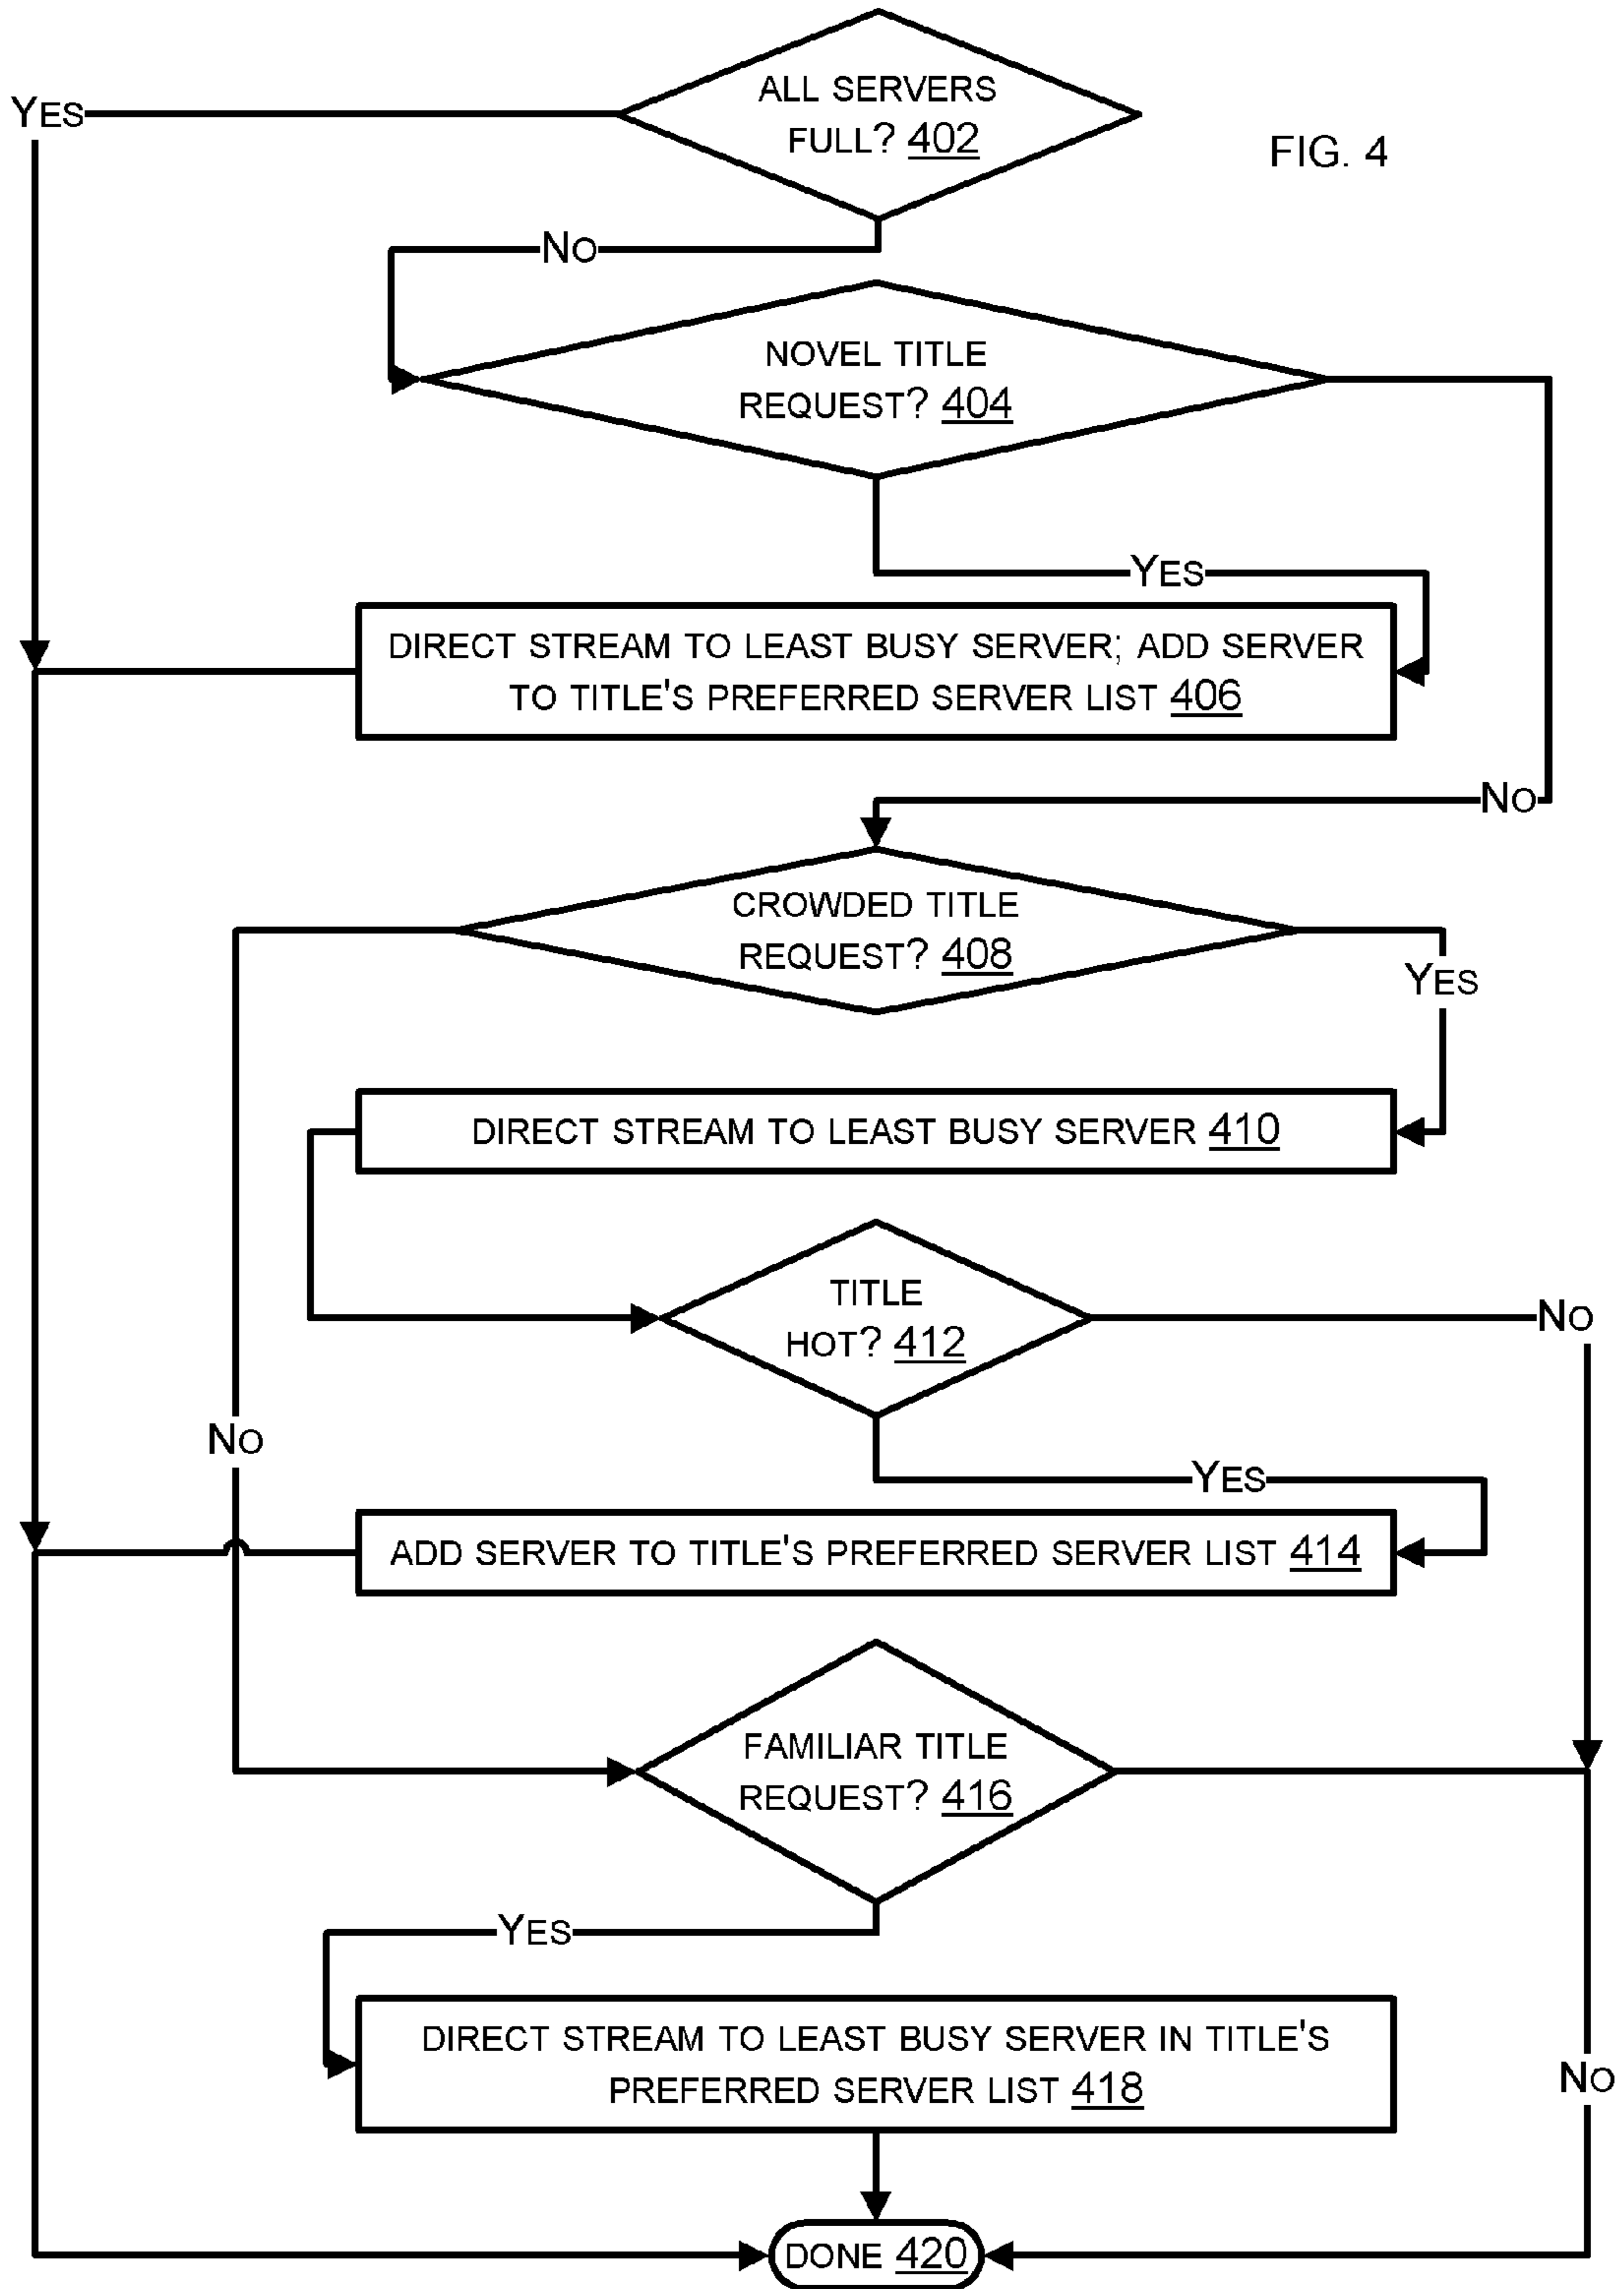 ALL SERVERS
FULL? 402
YES
FIG. 4
NO
NOVEL TITLE
REQUEST? 404
YES
DIRECT STREAM TO LEAST BUSY SERVER; ADD SERVER
TO TITLE'S PREFERRED SERVER LIST 406
NO
CROWDED TITLE
REQUEST? 408
YES
DIRECT STREAM TO LEAST BUSY SERVER 410
TITLE
HOT? 412
NO
NO
YES
ADD SERVER TO TITLE'S PREFERRED SERVER LIST 414
FAMILIAR TITLE
REQUEST? 416
YES
DIRECT STREAM TO LEAST BUSY SERVER IN TITLE'S
PREFERRED SERVER LIST 418
NO
DONE 420